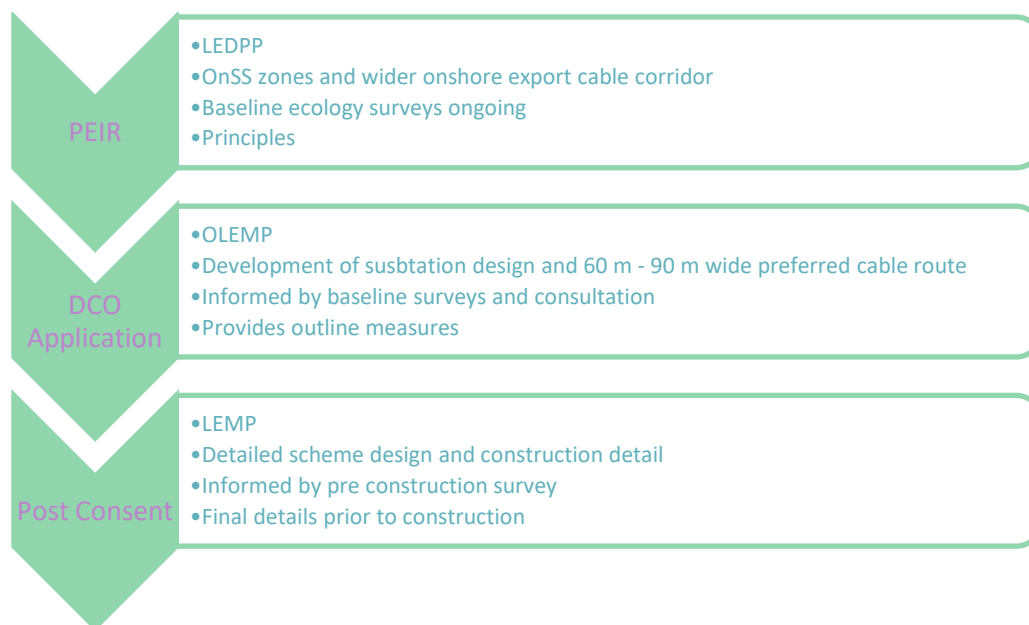 PEIR
•LEDPP
•OnSS zones and wider onshore export cable corridor
•Baseline ecology surveys ongoing
•Principles
DCO
Application
•OLEMP
•Development of susbtation design and 60 m - 90 m wide preferred cable route
•Informed by baseline surveys and consultation
•Provides outline measures
Post Consent
•LEMP
•Detailed scheme design and construction detail
•Informed by pre construction survey
•Final details prior to construction